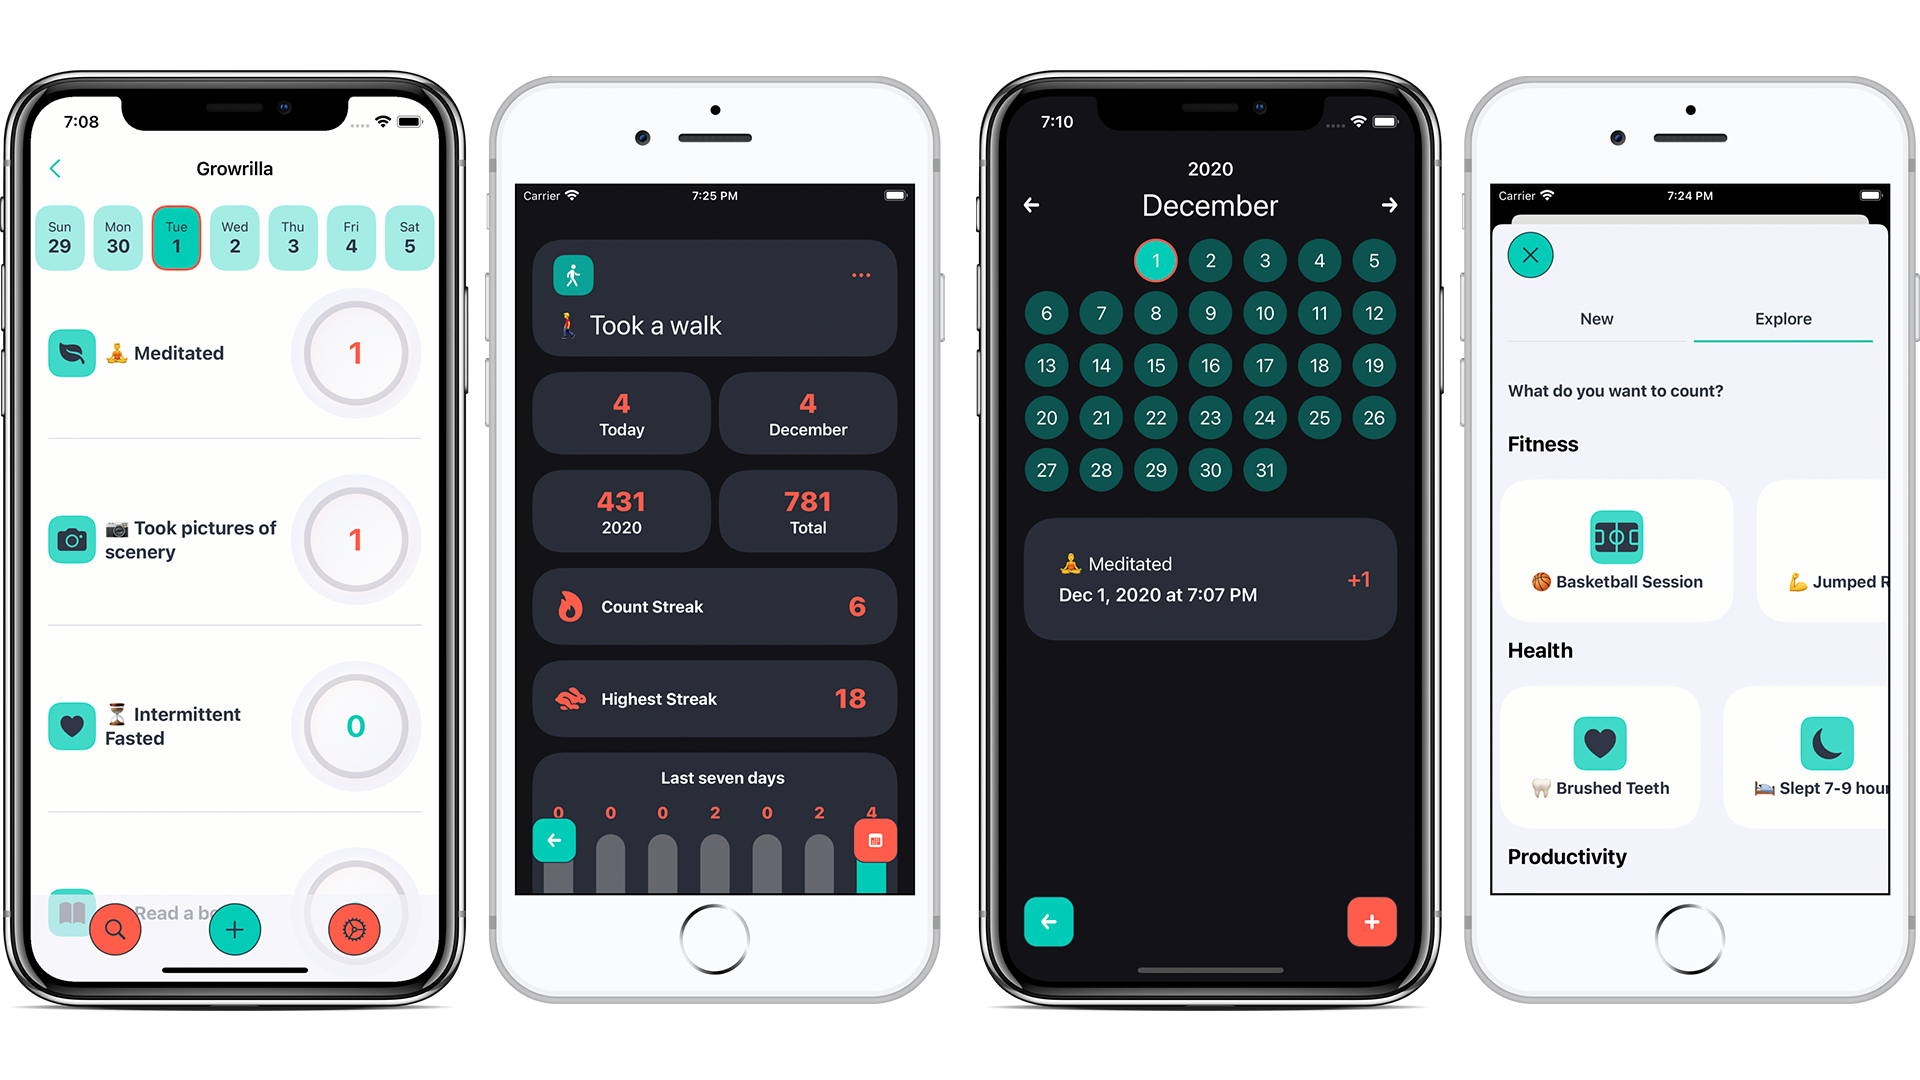 7:08
Growrilla
Sun Mon Tue Wed Thu Fri Sat
29 30 1 2 3 4 5
Meditated
1
Took pictures of
scenery
1
Intermittent
Fasted
0
Read a bo
Carrier 7:25 PM
Took a walk
4 4
Today December
431 781
2020 Total
Count Streak 6
Highest Streak 18
Last seven days
0 0 0 2 0 2 4
7:10
2020
December
1 2 3 4 5
6 7 8 9 10 11 12
13 14 15 16 17 18 19
20 21 22 23 24 25 26
27 28 29 30 31
Meditated
Dec 1, 2020 at 7:07 PM
+1
Carrier 7:24 PM
New Explore
What do you want to count?
Fitness
Basketball Session Jumped R
Health
Brushed Teeth Slept 7-9 hour
Productivity